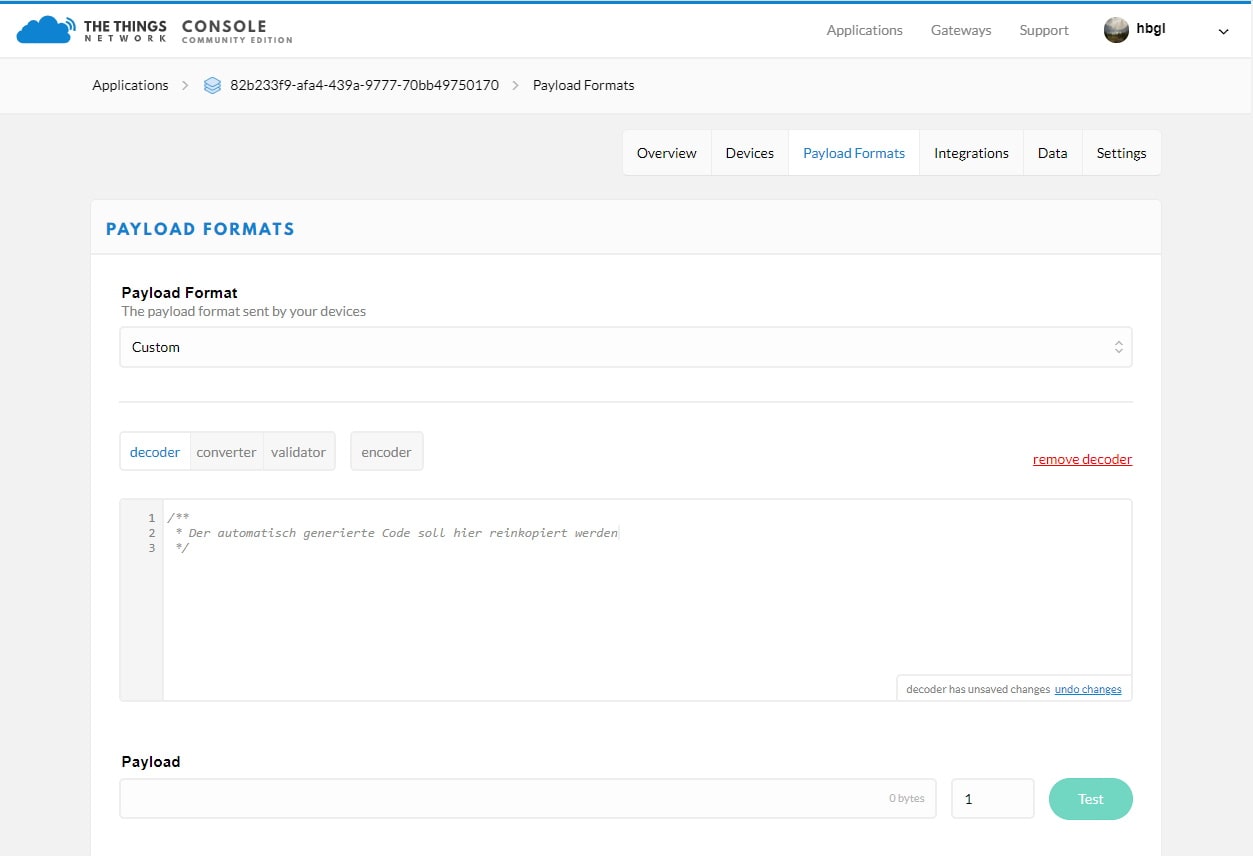 THE THINGS NETWORK CONSOLE COMMUNITY EDITION
Applications Gateways Support hbgl
Applications > 82b233f9-afa4-439a-9777-70bb49750170 > Payload Formats
Overview Devices Payload Formats Integrations Data Settings
PAYLOAD FORMATS
Payload Format
The payload format sent by your devices
Custom
decoder converter validator encoder
remove decoder
1 /**
2 * Der automatisch generierte Code soll hier reinkopiert werden
3 */
decoder has unsaved changes undo changes
Payload
0 bytes 1 Test